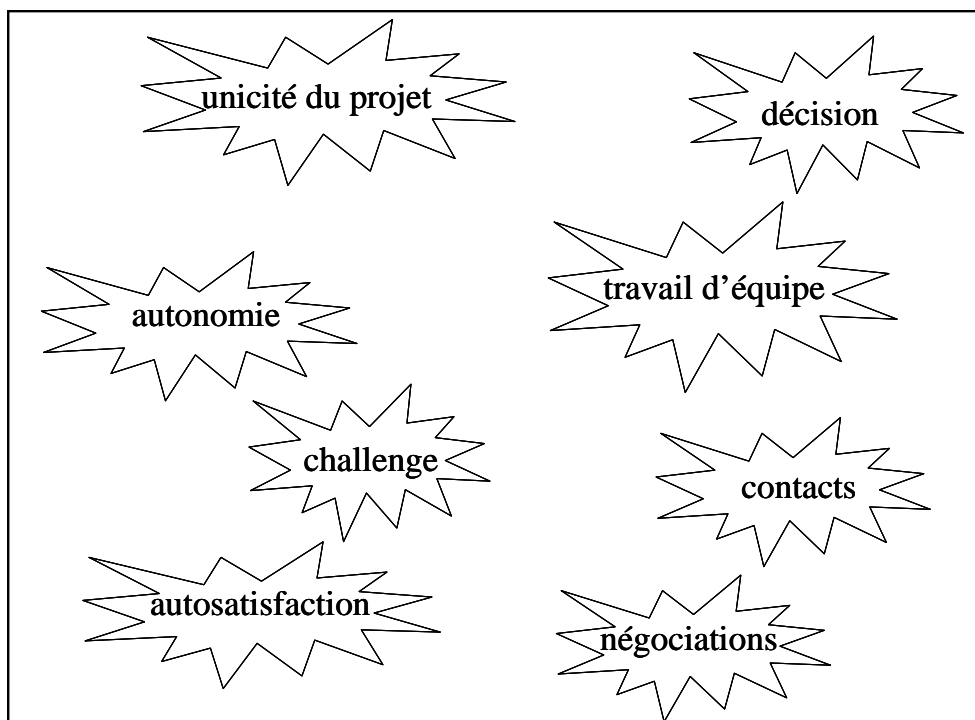 unicité du projet
décision
travail d’équipe
autonomie
challenge
contacts
autosatisfaction
négociations